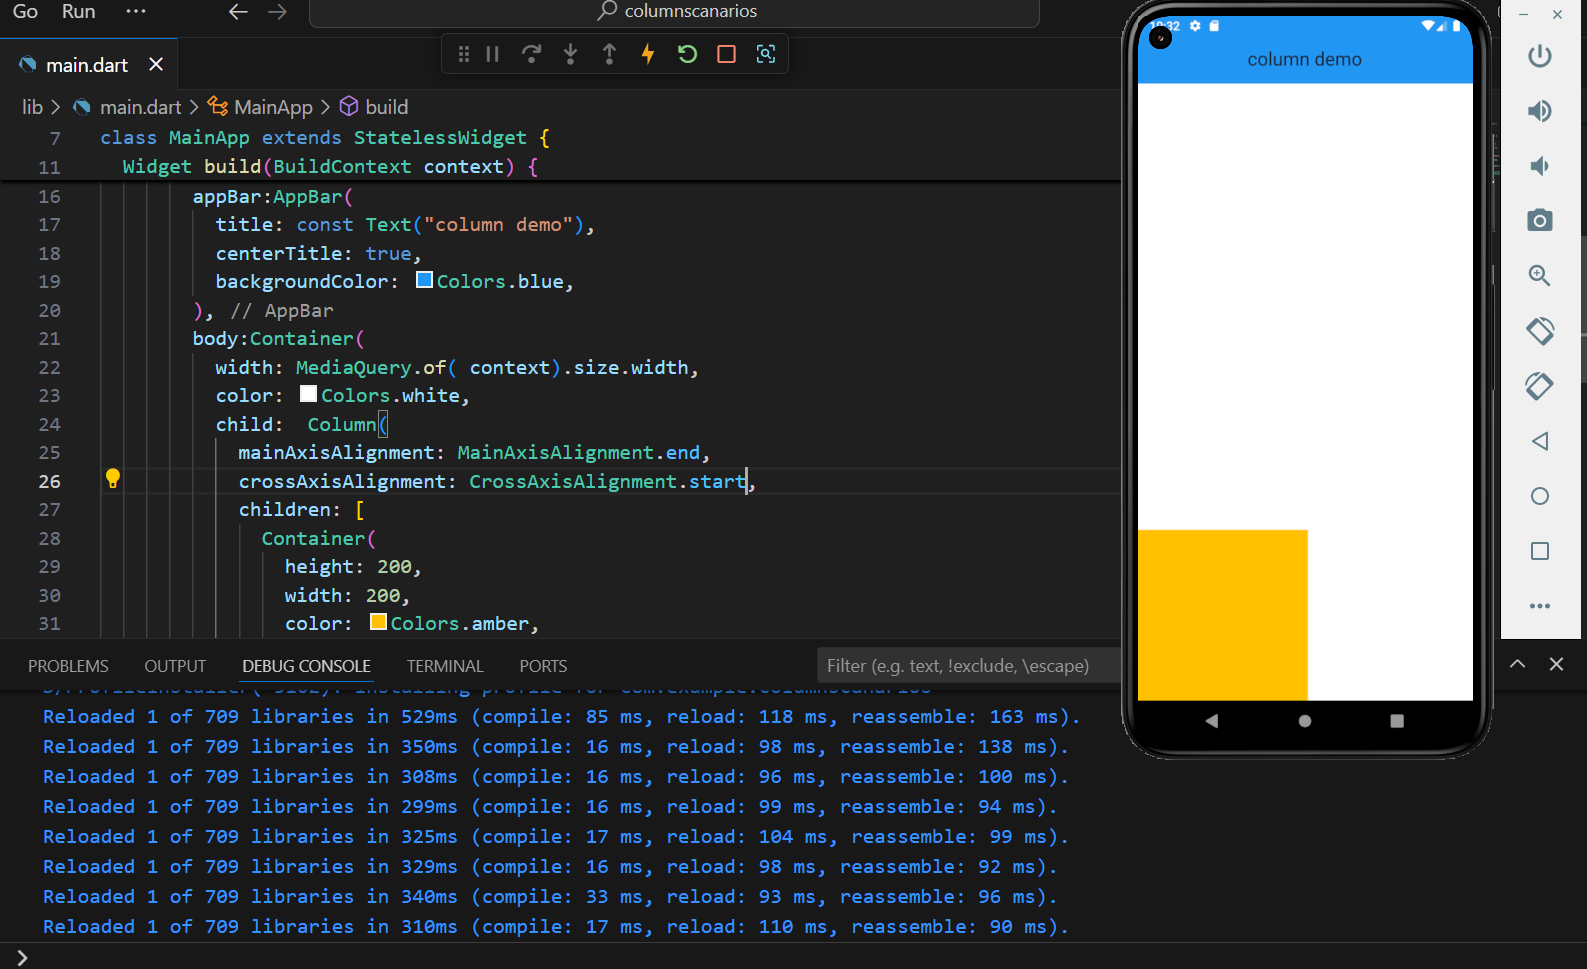 Go Run ···
columnscanarios
main.dart
lib > main.dart > MainApp > build
7 class MainApp extends StatelessWidget {
11 Widget build(BuildContext context) {
16 appBar:AppBar(
17 title: const Text("column demo"),
18 centerTitle: true,
19 backgroundColor: Colors.blue,
20 ), // AppBar
21 body:Container(
22 width: MediaQuery.of( context).size.width,
23 color: Colors.white,
24 child:  Column(
25 mainAxisAlignment: MainAxisAlignment.end,
26 crossAxisAlignment: CrossAxisAlignment.start,
27 children: [
28 Container(
29 height: 200,
30 width: 200,
31 color: Colors.amber,
PROBLEMS OUTPUT DEBUG CONSOLE TERMINAL PORTS
Filter (e.g. text, !exclude, \escape)
Reloaded 1 of 709 libraries in 529ms (compile: 85 ms, reload: 118 ms, reassemble: 163 ms).
Reloaded 1 of 709 libraries in 350ms (compile: 16 ms, reload: 98 ms, reassemble: 138 ms).
Reloaded 1 of 709 libraries in 308ms (compile: 16 ms, reload: 96 ms, reassemble: 100 ms).
Reloaded 1 of 709 libraries in 299ms (compile: 16 ms, reload: 99 ms, reassemble: 94 ms).
Reloaded 1 of 709 libraries in 325ms (compile: 17 ms, reload: 104 ms, reassemble: 99 ms).
Reloaded 1 of 709 libraries in 329ms (compile: 16 ms, reload: 98 ms, reassemble: 92 ms).
Reloaded 1 of 709 libraries in 340ms (compile: 33 ms, reload: 93 ms, reassemble: 96 ms).
Reloaded 1 of 709 libraries in 310ms (compile: 17 ms, reload: 110 ms, reassemble: 90 ms).
column demo